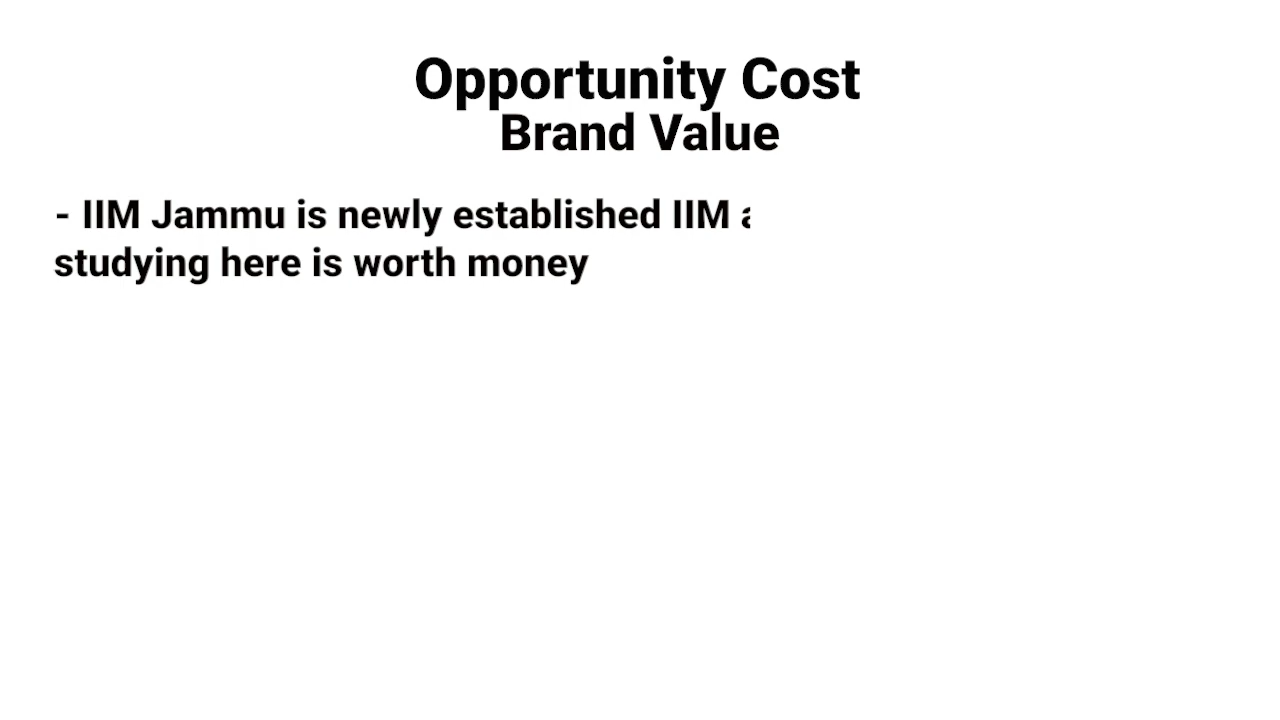 Opportunity Cost
Brand Value
- IIM Jammu is newly established IIM
studying here is worth money